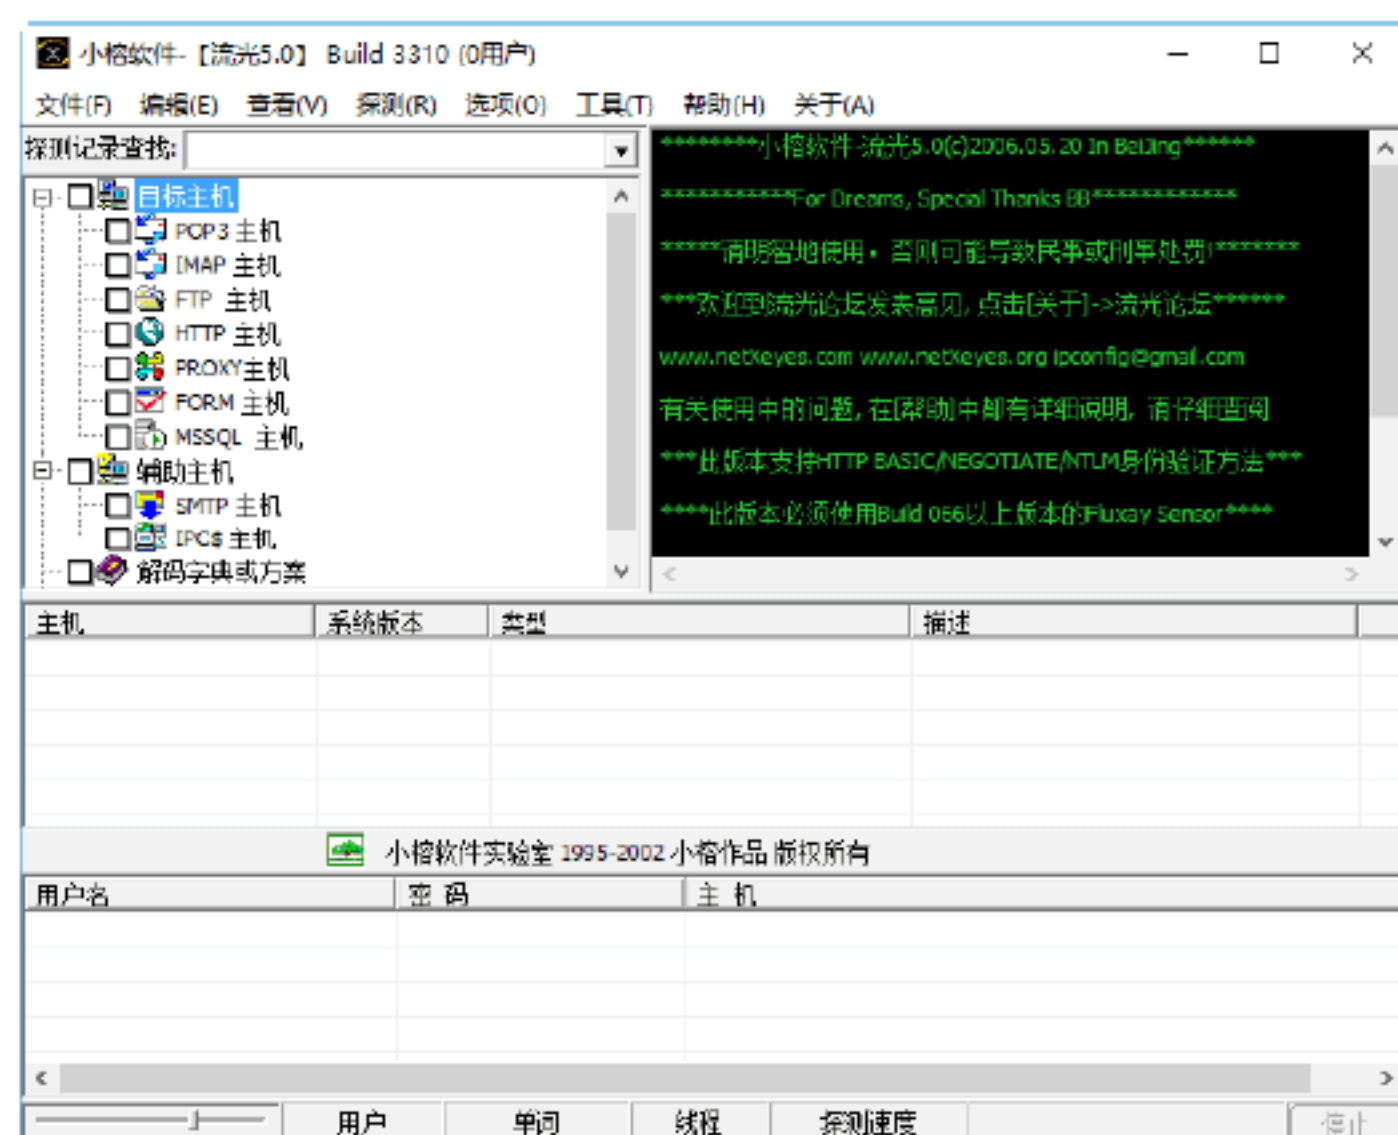 小榕软件-【流光5.0】 Build 3310 (0用户)
文件(F) 编辑(E) 查看(V) 探测(R) 选项(O) 工具(T) 帮助(H) 关于(A)
探测记录查找:
目标主机
POP3 主机
IMAP 主机
FTP 主机
HTTP 主机
PROXY主机
FORM 主机
MSSQL 主机
辅助主机
SMTP 主机
IPC$ 主机
解码字典或方案
********小榕软件-流光5.0(c)2006.05.20 In BeiJing******
***********For Dreams, Special Thanks BB************
*****请明智地使用，否则可能导致民事或刑事处罚!*******
***欢迎到流光论坛发表高见, 点击[关于]->流光论坛******
www.netXeyes.com www.netXeyes.org ipconfig@gmail.com
有关使用中的问题, 在[帮助]中都有详细说明, 请仔细查阅
***此版本支持HTTP BASIC/NEGOTIATE/NTLM身份验证方法***
****此版本必须使用Build 066以上版本的Fluxay Sensor****
主机 系统版本 类型 描述
小榕软件实验室 1995-2002 小榕作品 版权所有
用户名 密 码 主 机
用户 单词 线程 探测速度 停止